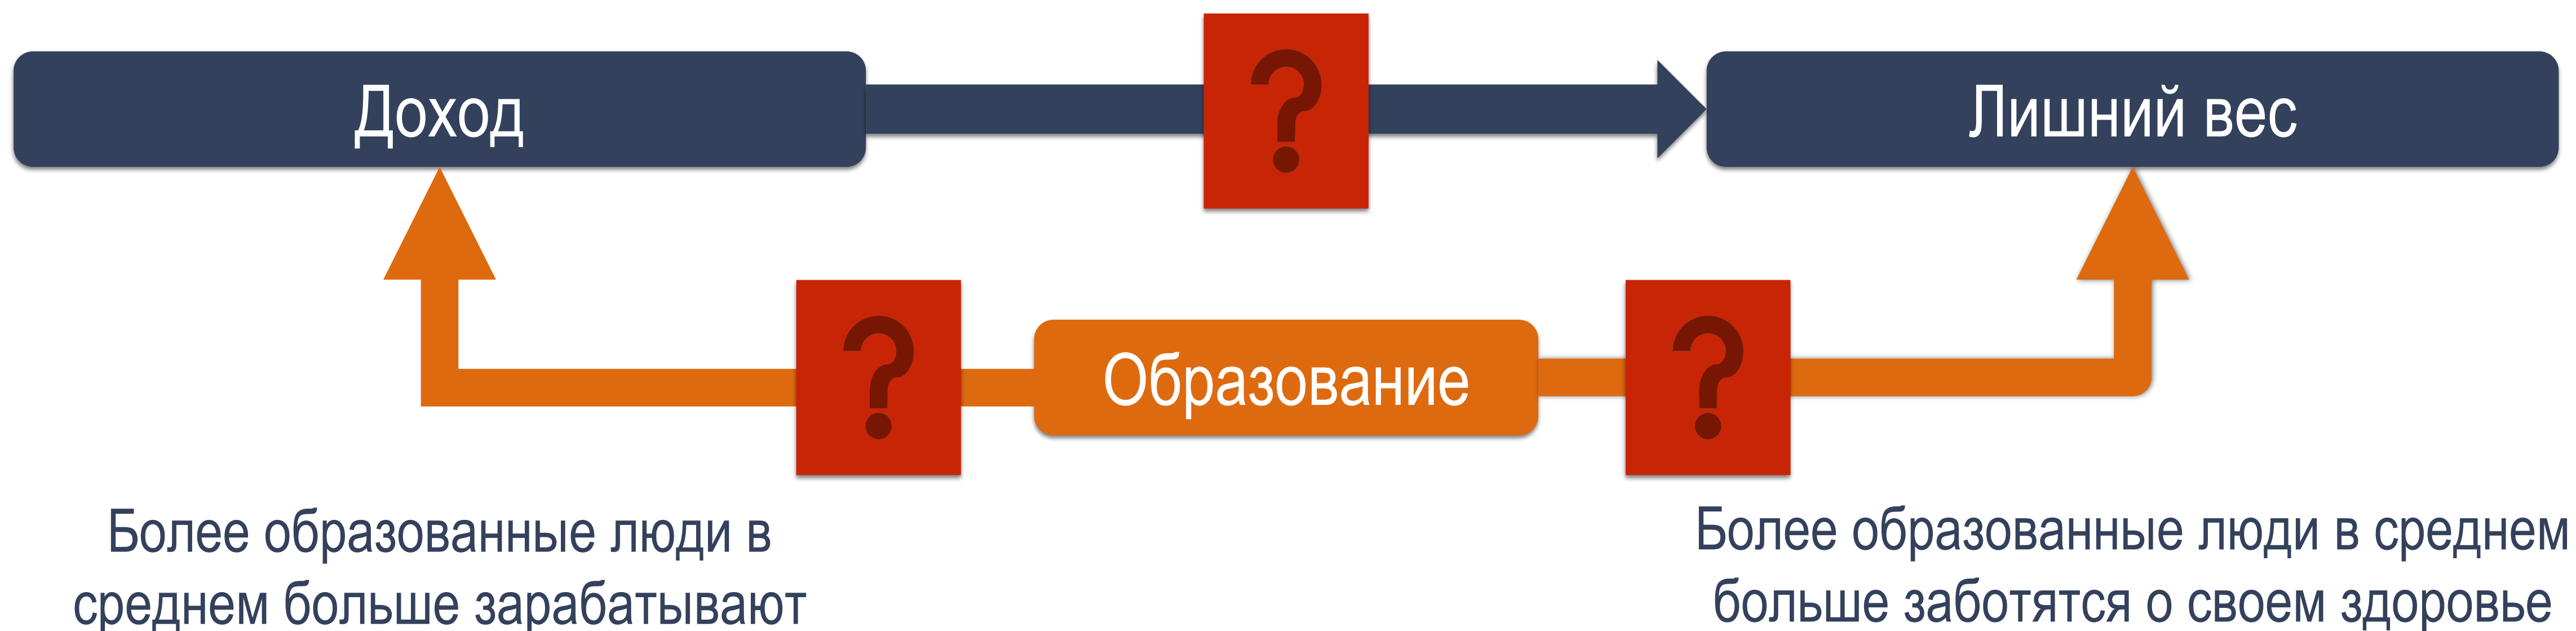 Доход
?
Лишний вес
?
Образование
?
Более образованные люди в
среднем больше зарабатывают
Более образованные люди в среднем
больше заботятся о своем здоровье